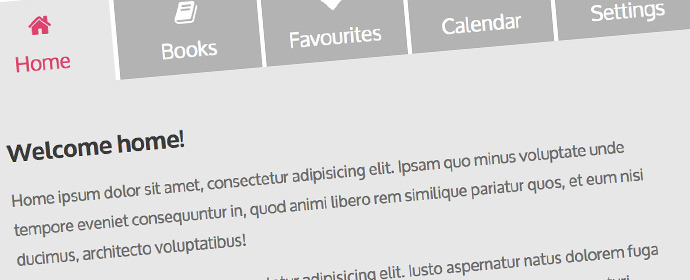 Home
Books
Favourites
Calendar
Settings
Welcome home!
Home ipsum dolor sit amet, consectetur adipisicing elit. Ipsam quo minus voluptate unde
tempore eveniet consequuntur in, quod animi libero rem similique pariatur quos, et eum nisi
ducimus, architecto voluptatibus!
adipisicing elit. Iusto aspernatur natus dolorem fuga